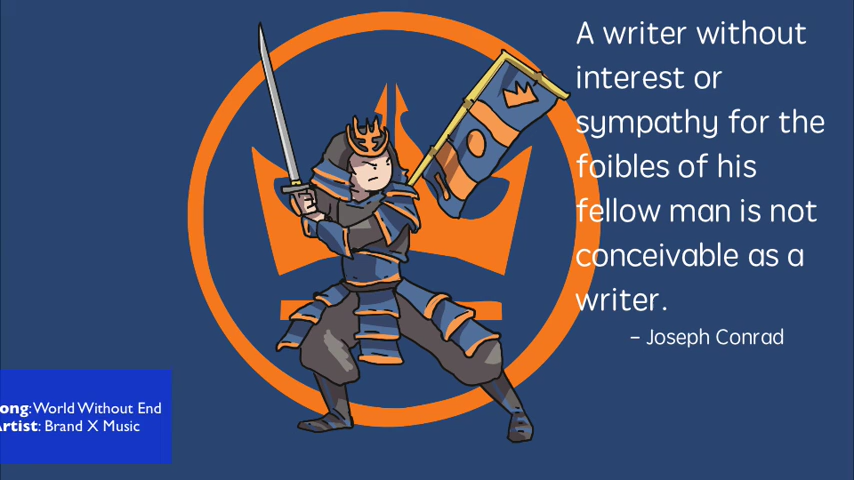 A writer without
interest or
sympathy for the
foibles of his
fellow man is not
conceivable as a
writer.
– Joseph Conrad
ong: World Without End
Artist: Brand X Music